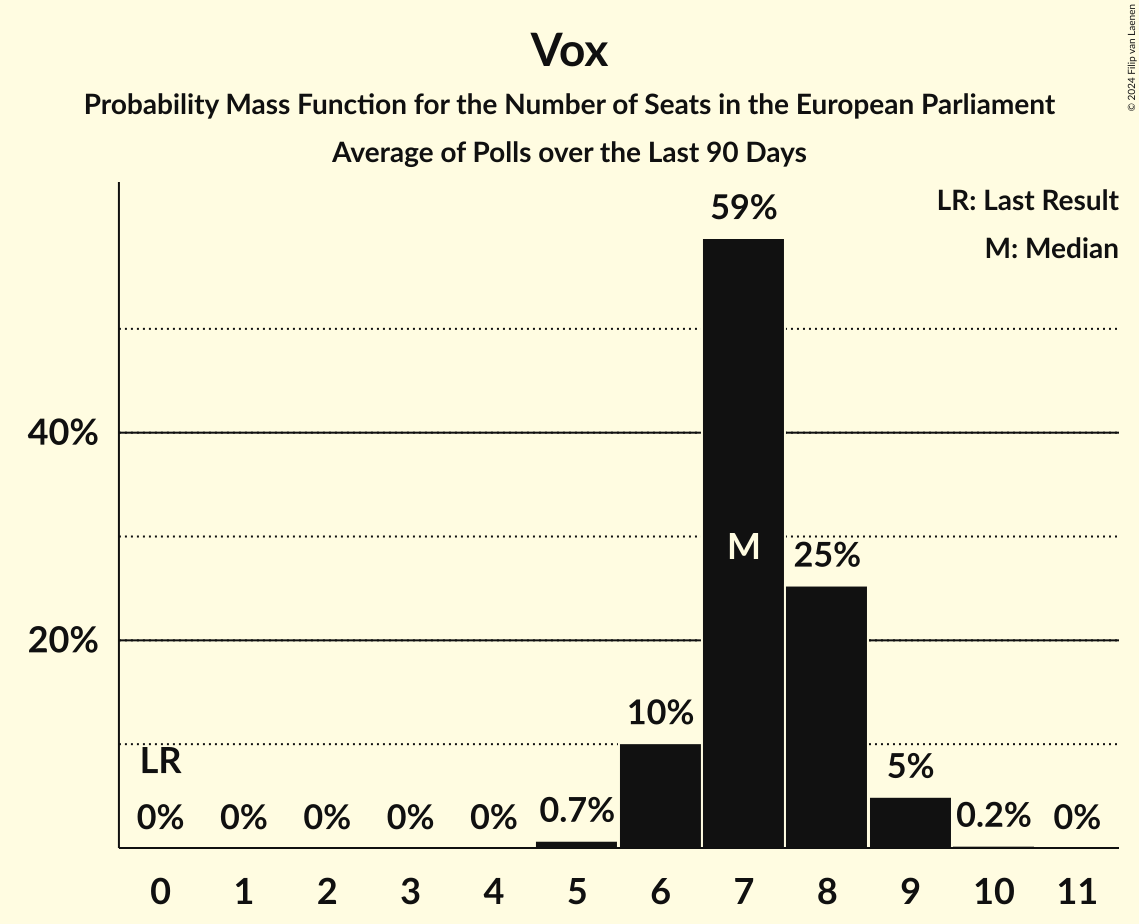 © 2024 Filip van Laenen
Vox
Probability Mass Function for the Number of Seats in the European Parliament
Average of Polls over the Last 90 Days
LR: Last Result
M: Median
59%
40%
M
25%
20%
10%
LR
5%
0% 0% 0% 0% 0% 0.7% 0.2% 0%
0 1 2 3 4 5 6 7 8 9 10 11